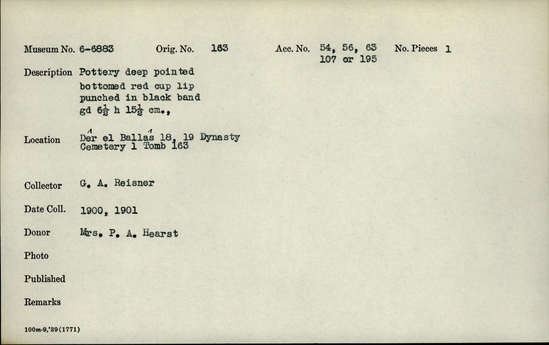 Museum No. 6-6883 Orig. No. 163 Acc. No. 54, 56, 63 No. Pieces 1
107 or 195
Description Pottery deep pointed
bottomed red cup lip
punched in black band
gd 6½ h 15½ cm.,
Location Dêr el Ballâs 18, 19 Dynasty
Cemetery 1 Tomb 163
Collector G. A. Reisner
Date Coll. 1900, 1901
Donor Mrs. P. A. Hearst
Photo
Published
Remarks
100m-9,'39(1771)